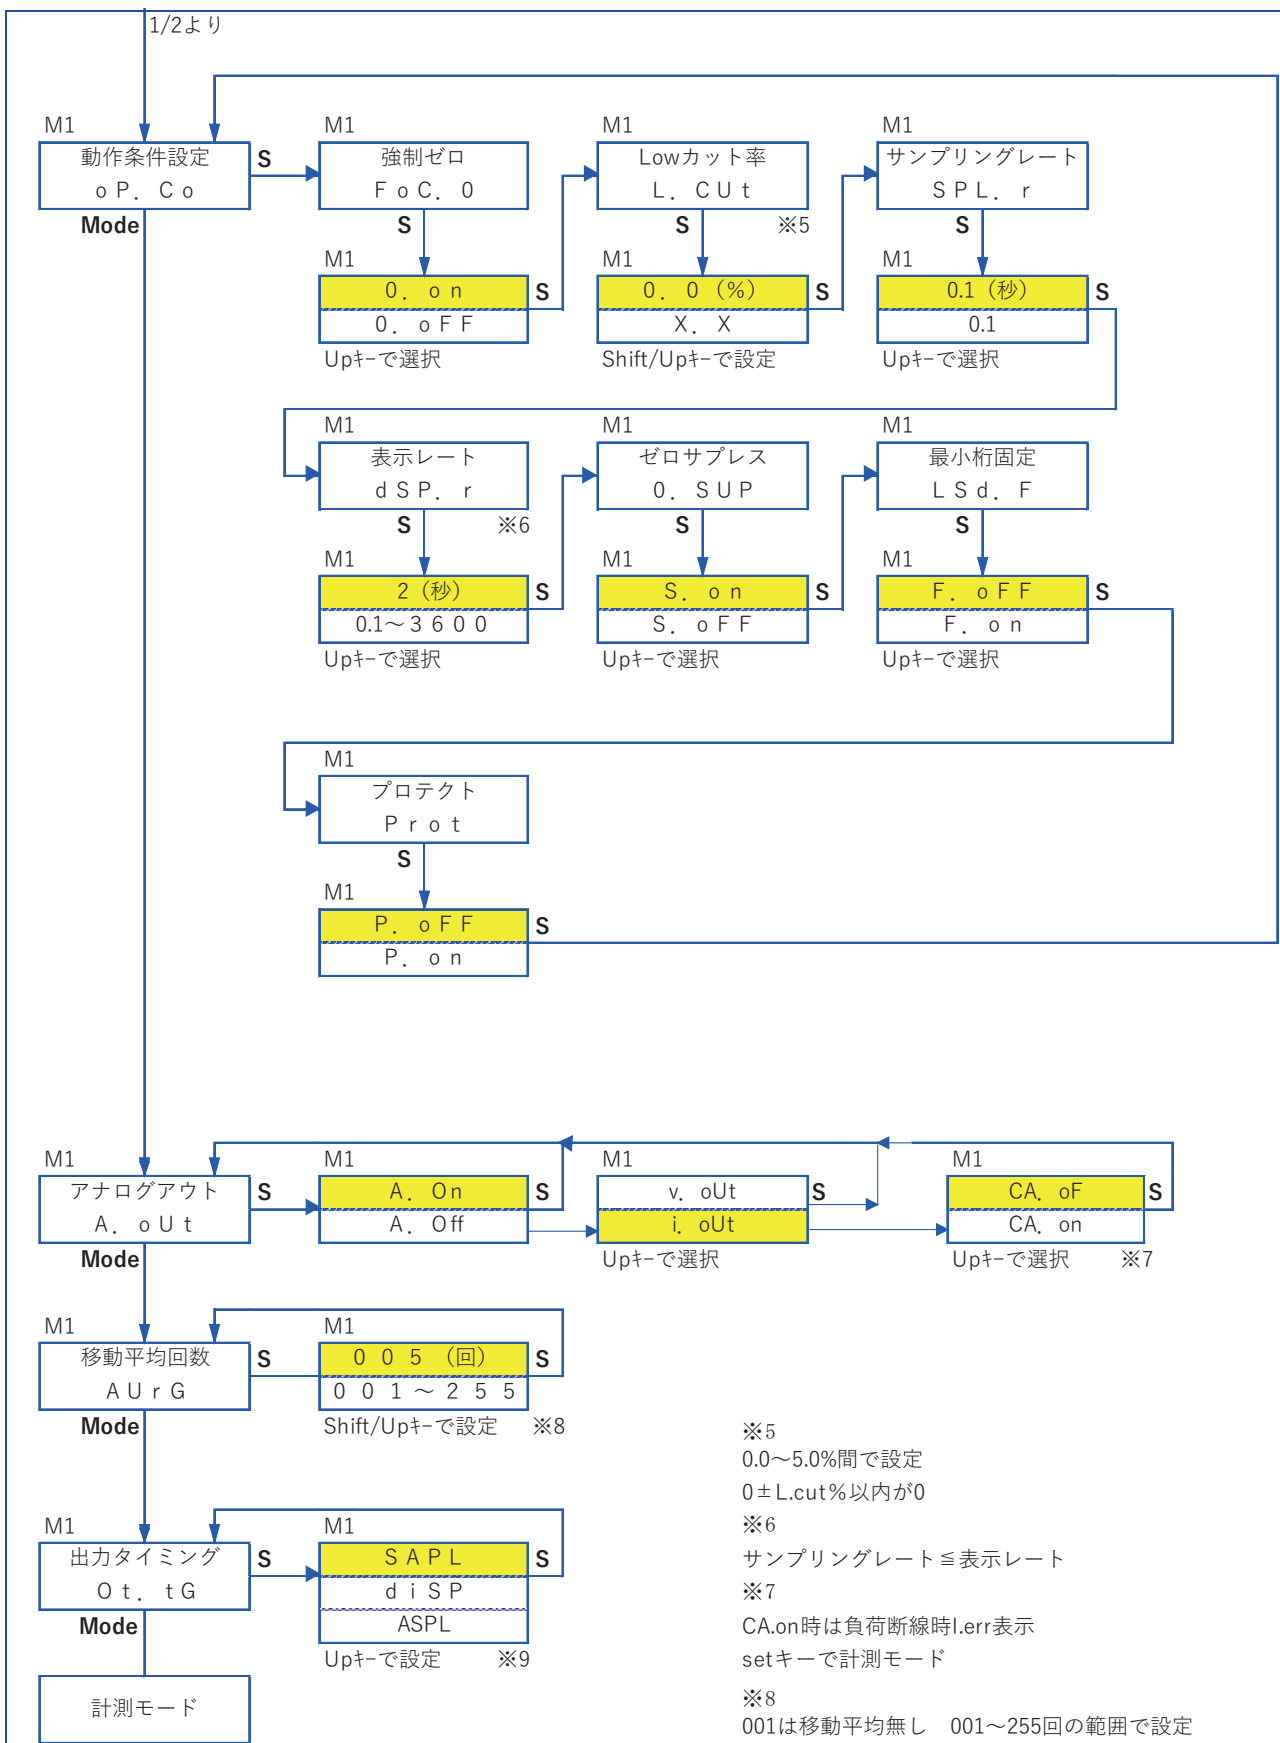 1/2より
M1 M1 M1 M1
動作条件設定 S 強制ゼロ Lowカット率 サンプリングレート
oP. Co FoC. 0 L. CUt SPL. r
Mode S S ※5 S
M1 M1 M1
0. on S 0. 0 (%) S 0.1 (秒) S
0. oFF X. X 0.1
Upキーで選択 Shift/Upキーで設定 Upキーで選択
M1 M1 M1
表示レート ゼロサプレス 最小桁固定
dSP. r 0. SUP LSd. F
S ※6 S S
M1 M1 M1
2 (秒) S S. on S F. oFF S
0.1～3600 S. oFF F. on
Upキーで選択 Upキーで選択 Upキーで選択
M1
プロテクト
Prot
S
M1
P. oFF S
P. on
M1 M1 M1 M1
アナログアウト S A. On S v. oUt S CA. oF S
A. oUt A. Off i. oUt CA. on
Mode Upキーで選択 Upキーで選択 ※7
M1 M1
移動平均回数 S 005 (回) S
AUrG 001～255
Mode Shift/Upキーで設定 ※8
M1 M1
出力タイミング S SAPL S
Ot. tG diSP
Mode ASPL
Upキーで設定 ※9
計測モード
※5
0.0～5.0%間で設定
0±L.cut%以内が0
※6
サンプリングレート≦表示レート
※7
CA.on時は負荷断線時I.err表示
setキーで計測モード
※8
001は移動平均無し 001～255回の範囲で設定